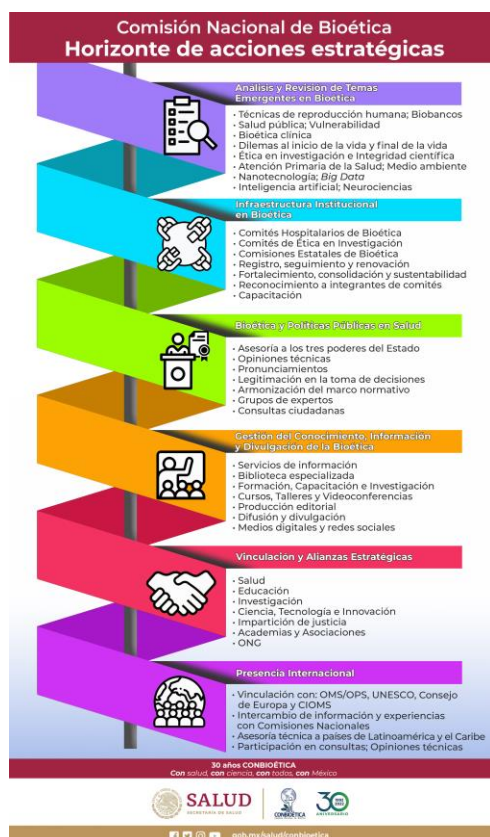 Comisión Nacional de Bioética
Horizonte de acciones estratégicas
Análisis y Revisión de Temas
Emergentes en Bioética
• Técnicas de reproducción humana; Biobancos
• Salud pública; Vulnerabilidad
• Bioética clínica
• Dilemas al inicio de la vida y final de la vida
• Ética en investigación e Integridad científica
• Atención Primaria de la Salud; Medio ambiente
• Nanotecnología; Big Data
• Inteligencia artificial; Neurociencias
Infraestructura Institucional
en Bioética
• Comités Hospitalarios de Bioética
• Comités de Ética en Investigación
• Comisiones Estatales de Bioética
• Registro, seguimiento y renovación
• Fortalecimiento, consolidación y sustentabilidad
• Reconocimiento a integrantes de comités
• Capacitación
Bioética y Políticas Públicas en Salud
• Asesoría a los tres poderes del Estado
• Opiniones técnicas
• Pronunciamientos
• Legitimación en la toma de decisiones
• Armonización del marco normativo
• Grupos de expertos
• Consultas ciudadanas
Gestión del Conocimiento, Información
y Divulgación de la Bioética
• Servicios de información
• Biblioteca especializada
• Formación, Capacitación e Investigación
• Cursos, Talleres y Videoconferencias
• Producción editorial
• Difusión y divulgación
• Medios digitales y redes sociales
Vinculación y Alianzas Estratégicas
• Salud
• Educación
• Investigación
• Ciencia, Tecnología e Innovación
• Impartición de justicia
• Academias y Asociaciones
• ONG
Presencia Internacional
• Vinculación con: OMS/OPS, UNESCO, Consejo
de Europa y CIOMS
• Intercambio de información y experiencias
con Comisiones Nacionales
• Asesoría técnica a países de Latinoamérica y el Caribe
• Participación en consultas; Opiniones técnicas
30 años CONBIOÉTICA
Con salud, con ciencia, con todos, con México
SALUD
SECRETARÍA DE SALUD
CONBIOÉTICA
30
ANIVERSARIO
gob.mx/salud/conbioetica